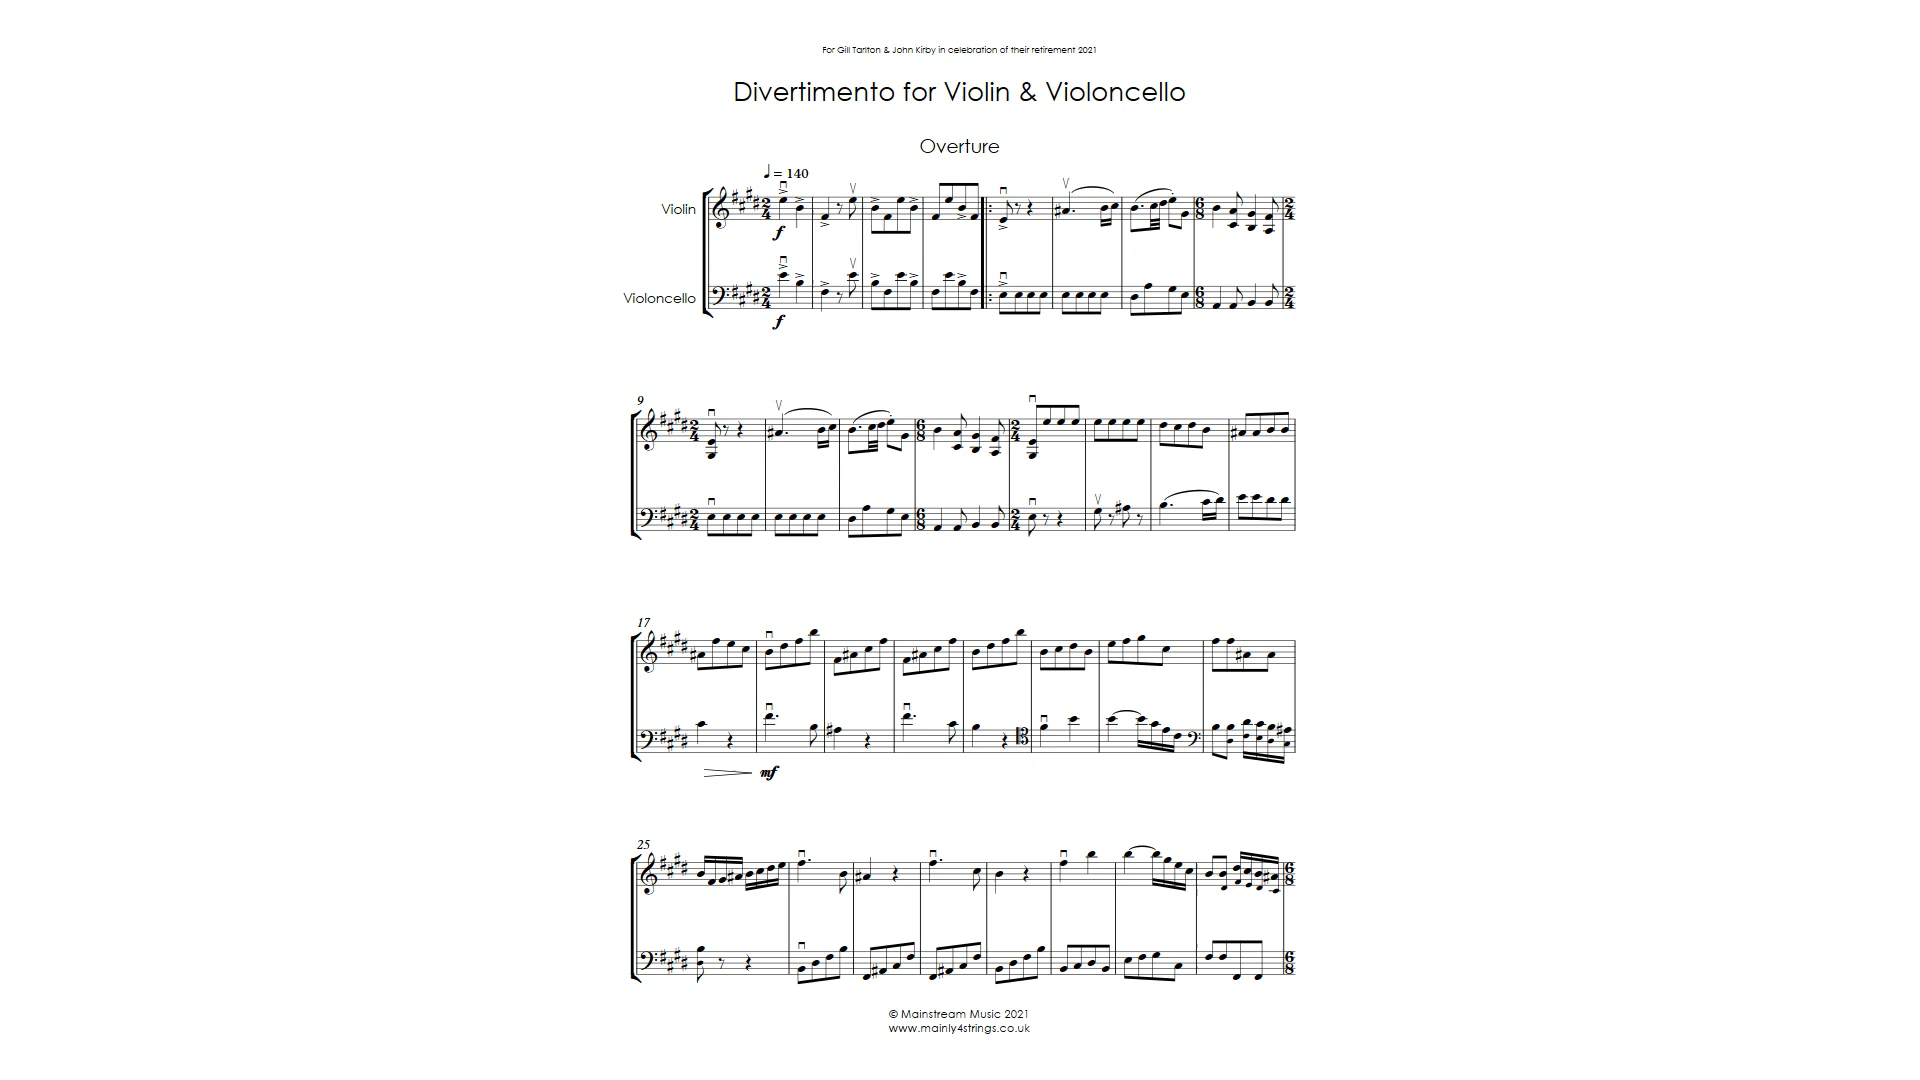 For Gill Tarlton & John Kirby in celebration of their retirement 2021
Divertimento for Violin & Violoncello
Overture
♩ = 140
Violin
f
Violoncello
f
9
17
mf
25
© Mainstream Music 2021
www.mainly4strings.co.uk